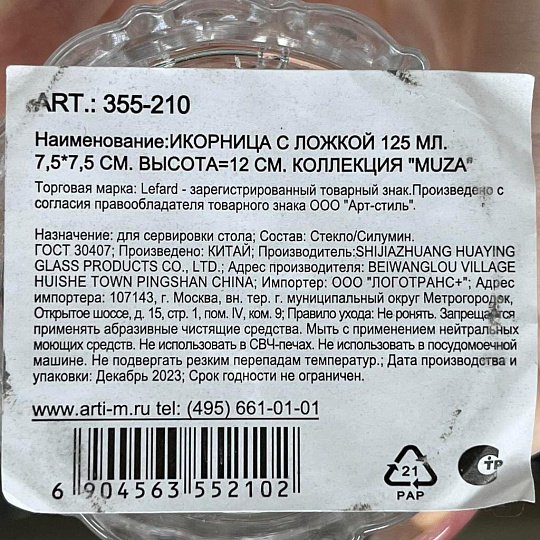 ART.: 355-210
Наименование:ИКОРНИЦА С ЛОЖКОЙ 125 МЛ.
7,5*7,5 СМ. ВЫСОТА=12 СМ. КОЛЛЕКЦИЯ "MUZA"
Торговая марка: Lefard - зарегистрированный товарный знак.Произведено с
согласия правообладателя товарного знака ООО "Арт-стиль".
Назначение: для сервировки стола; Состав: Стекло/Силумин.
ГОСТ 30407; Произведено: КИТАЙ; Производитель:SHIJIAZHUANG HUAYING
GLASS PRODUCTS CO., LTD.; Адрес производителя: BEIWANGLOU VILLAGE
HUISHE TOWN PINGSHAN CHINA; Импортер: ООО "ЛОГОТРАНС+"; Адрес
импортера: 107143, г. Москва, вн. тер. г. муниципальный округ Метрогородок,
Открытое шоссе, д. 15, стр. 1, пом. IV, ком. 9; Правило ухода: Не ронять. Запрещается
применять абразивные чистящие средства. Мыть с применением нейтральных
моющих средств. Не использовать в СВЧ-печах. Не использовать в посудомоечной
машине. Не подвергать резким перепадам температур.; Дата производства и
упаковки: Декабрь 2023; Срок годности не ограничен.
www.arti-m.ru tel: (495) 661-01-01
6 904563 552102
21
PAP
СТР